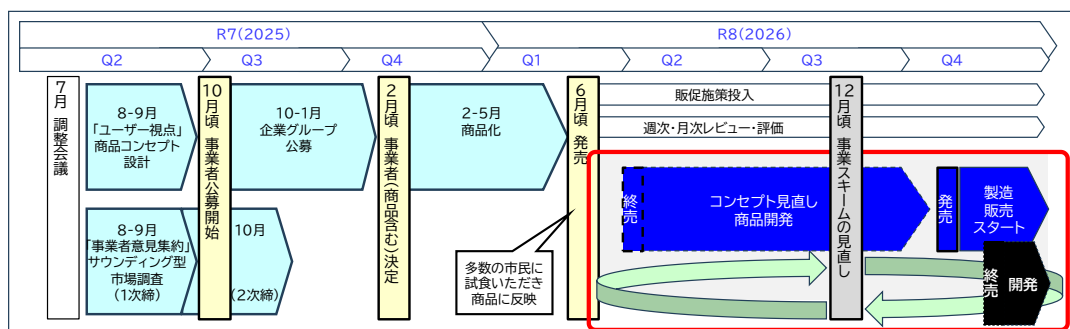 R7(2025)
R8(2026)
Q2
Q3
Q4
Q1
Q2
Q3
Q4
7月 調整会議
8-9月
「ユーザー視点」
商品コンセプト
設計
10月頃 事業者公募開始
10-1月
企業グループ
公募
2月頃 事業者(商品含む)決定
2-5月
商品化
6月頃 発売
販促施策投入
週次・月次レビュー・評価
12月頃 事業スキームの見直し
8-9月
「事業者意見集約」
サウンディング型
市場調査
(1次締)
10月
(2次締)
多数の市民に
試食いただき
商品に反映
終売
コンセプト見直し
商品開発
発売
製造
販売
スタート
終売
開発